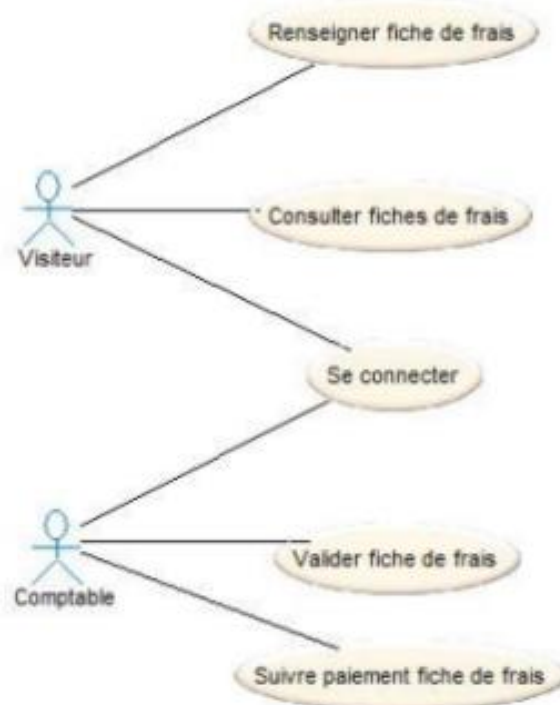 Renseigner fiche de frais
Consulter fiches de frais
Visiteur
Se connecter
Valider fiche de frais
Comptable
Suivre paiement fiche de frais